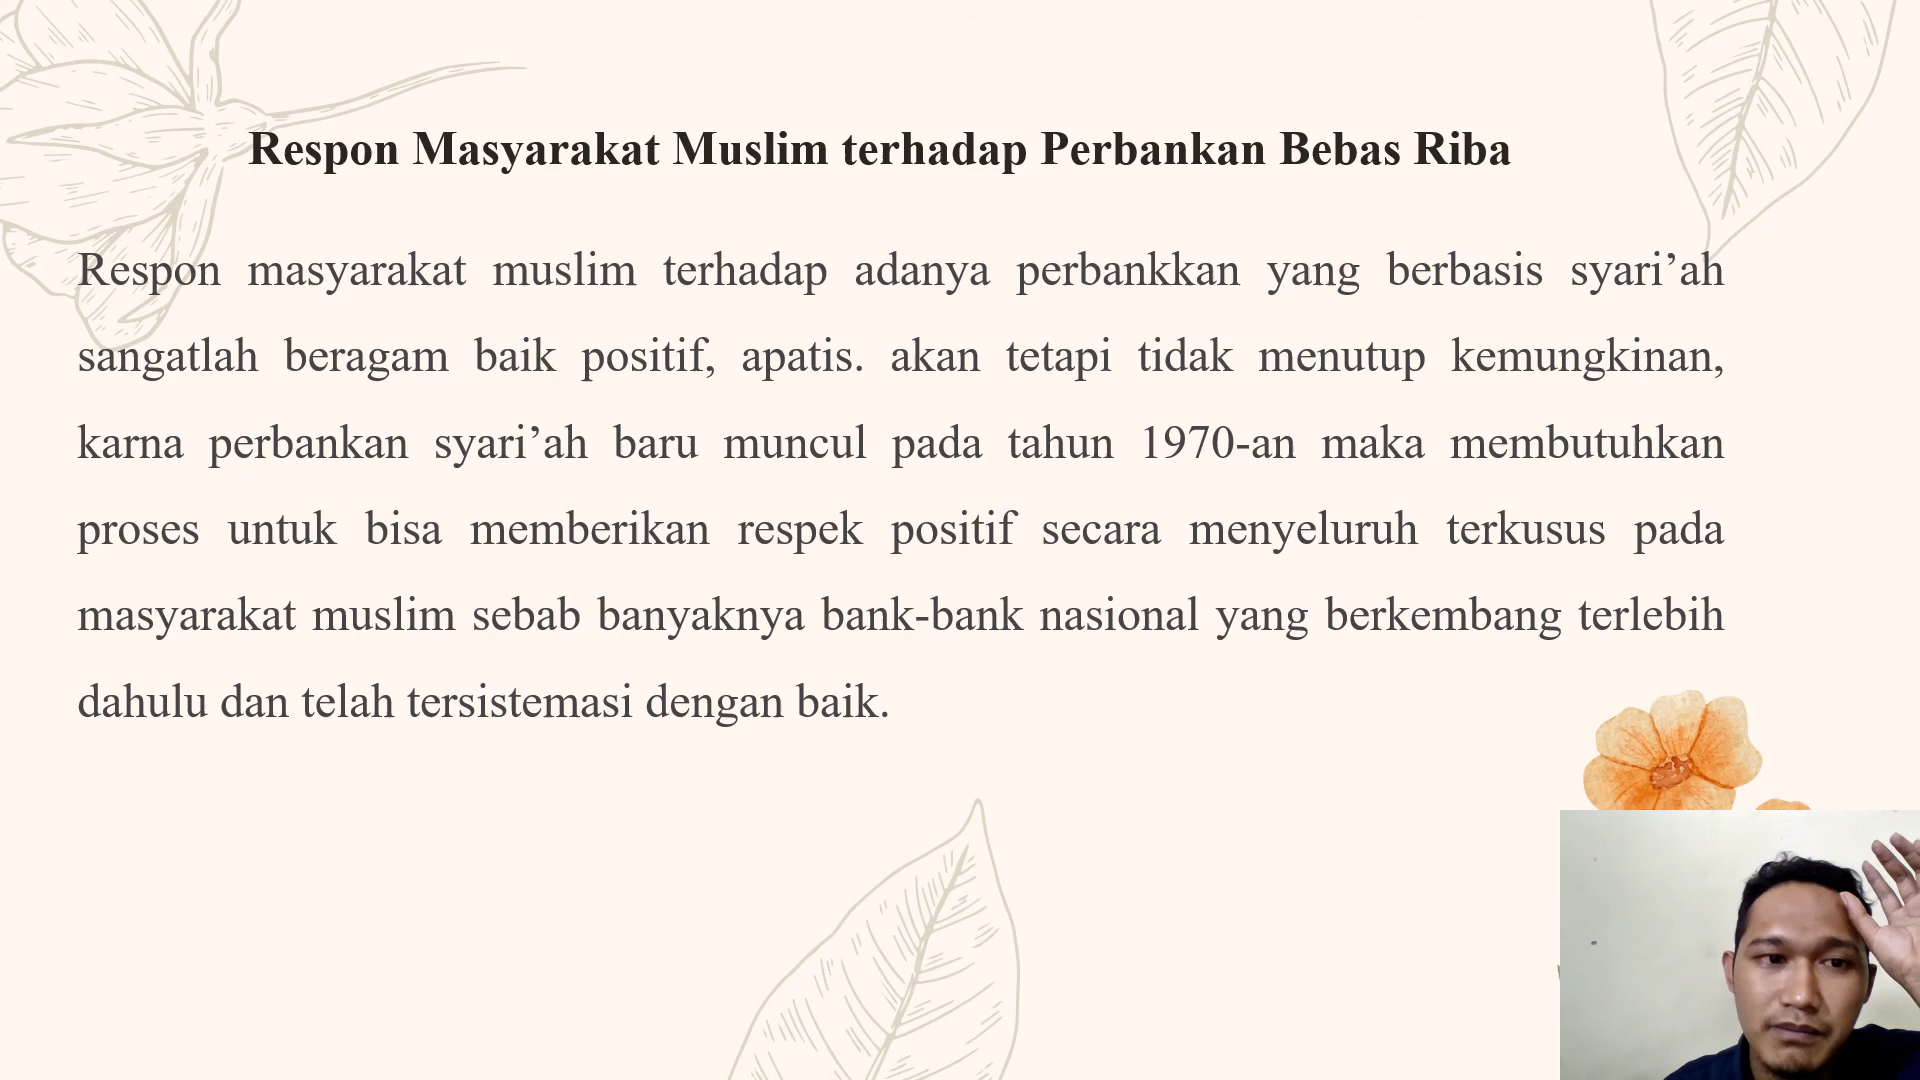 Respon Masyarakat Muslim terhadap Perbankan Bebas Riba
Respon masyarakat muslim terhadap adanya perbankkan yang berbasis syari’ah
sangatlah beragam baik positif, apatis. akan tetapi tidak menutup kemungkinan,
karna perbankan syari’ah baru muncul pada tahun 1970-an maka membutuhkan
proses untuk bisa memberikan respek positif secara menyeluruh terkusus pada
masyarakat muslim sebab banyaknya bank-bank nasional yang berkembang terlebih
dahulu dan telah tersistemasi dengan baik.